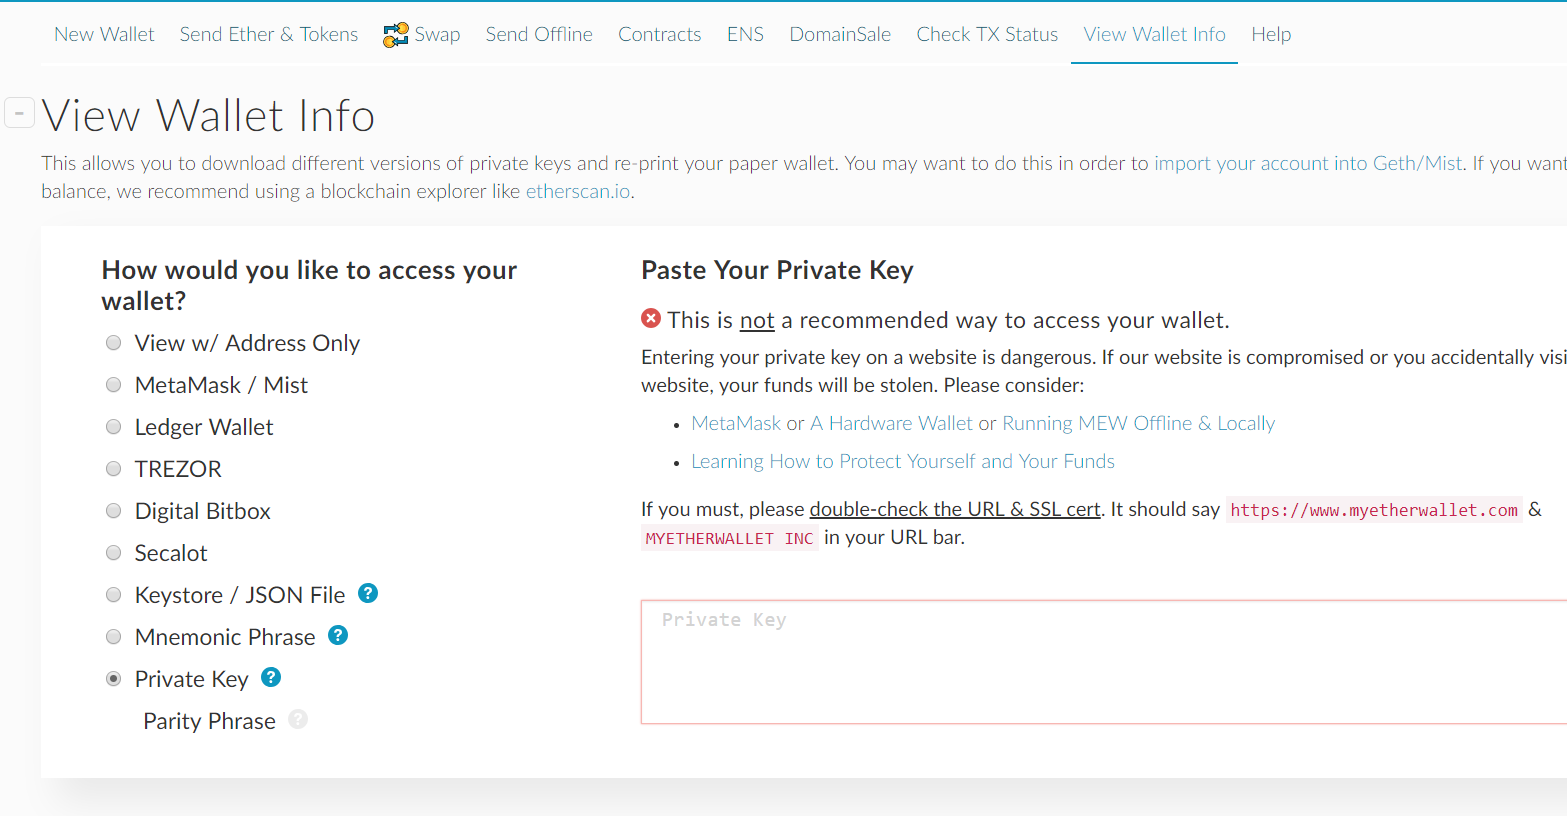 New Wallet Send Ether & Tokens Swap Send Offline Contracts ENS DomainSale Check TX Status View Wallet Info Help
- View Wallet Info
This allows you to download different versions of private keys and re-print your paper wallet. You may want to do this in order to import your account into Geth/Mist. If you want
balance, we recommend using a blockchain explorer like etherscan.io.
How would you like to access your
wallet?
View w/ Address Only
MetaMask / Mist
Ledger Wallet
TREZOR
Digital Bitbox
Secalot
Keystore / JSON File ?
Mnemonic Phrase ?
Private Key ?
Parity Phrase ?
Paste Your Private Key
This is not a recommended way to access your wallet.
Entering your private key on a website is dangerous. If our website is compromised or you accidentally visi
website, your funds will be stolen. Please consider:
• MetaMask or A Hardware Wallet or Running MEW Offline & Locally
• Learning How to Protect Yourself and Your Funds
If you must, please double-check the URL & SSL cert. It should say https://www.myetherwallet.com &
MYETHERWALLET INC in your URL bar.
Private Key